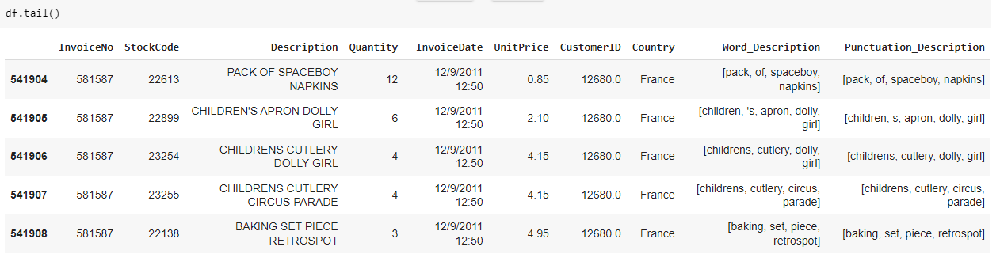 df.tail()
InvoiceNo StockCode Description Quantity InvoiceDate UnitPrice CustomerID Country Word_Description Punctuation_Description
541904 581587 22613 PACK OF SPACEBOY NAPKINS 12 12/9/2011 12:50 0.85 12680.0 France [pack, of, spaceboy, napkins] [pack, of, spaceboy, napkins]
541905 581587 22899 CHILDREN'S APRON DOLLY GIRL 6 12/9/2011 12:50 2.10 12680.0 France [children, 's, apron, dolly, girl] [children, s, apron, dolly, girl]
541906 581587 23254 CHILDRENS CUTLERY DOLLY GIRL 4 12/9/2011 12:50 4.15 12680.0 France [childrens, cutlery, dolly, girl] [childrens, cutlery, dolly, girl]
541907 581587 23255 CHILDRENS CUTLERY CIRCUS PARADE 4 12/9/2011 12:50 4.15 12680.0 France [childrens, cutlery, circus, parade] [childrens, cutlery, circus, parade]
541908 581587 22138 BAKING SET PIECE RETROSPOT 3 12/9/2011 12:50 4.95 12680.0 France [baking, set, piece, retrospot] [baking, set, piece, retrospot]